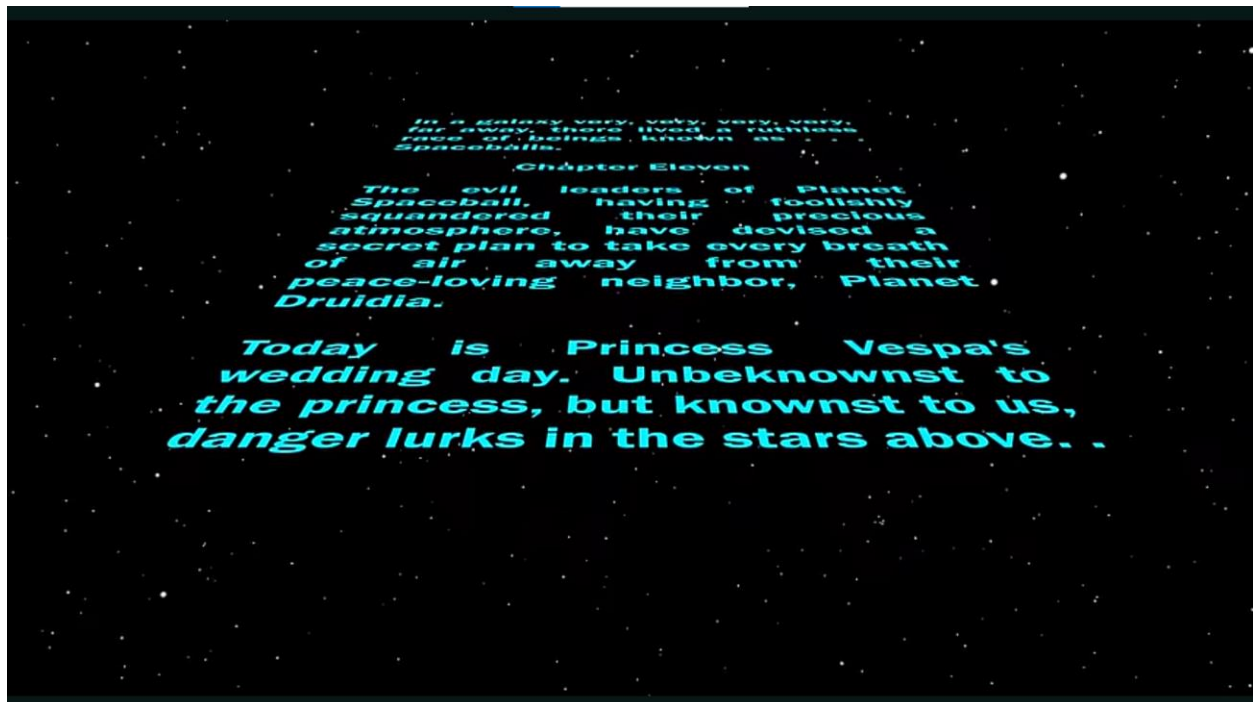 In a galaxy very, very, very, very,
far away, there lived a ruthless
race of beings known as . . .
Spaceballs.
Chapter Eleven
The evil leaders of Planet
Spaceball, having foolishly
squandered their precious
atmosphere, have devised a
secret plan to take every breath
of air away from their
peace-loving neighbor, Planet
Druidia.
Today is Princess Vespa's
wedding day. Unbeknownst to
the princess, but knownst to us,
danger lurks in the stars above. .